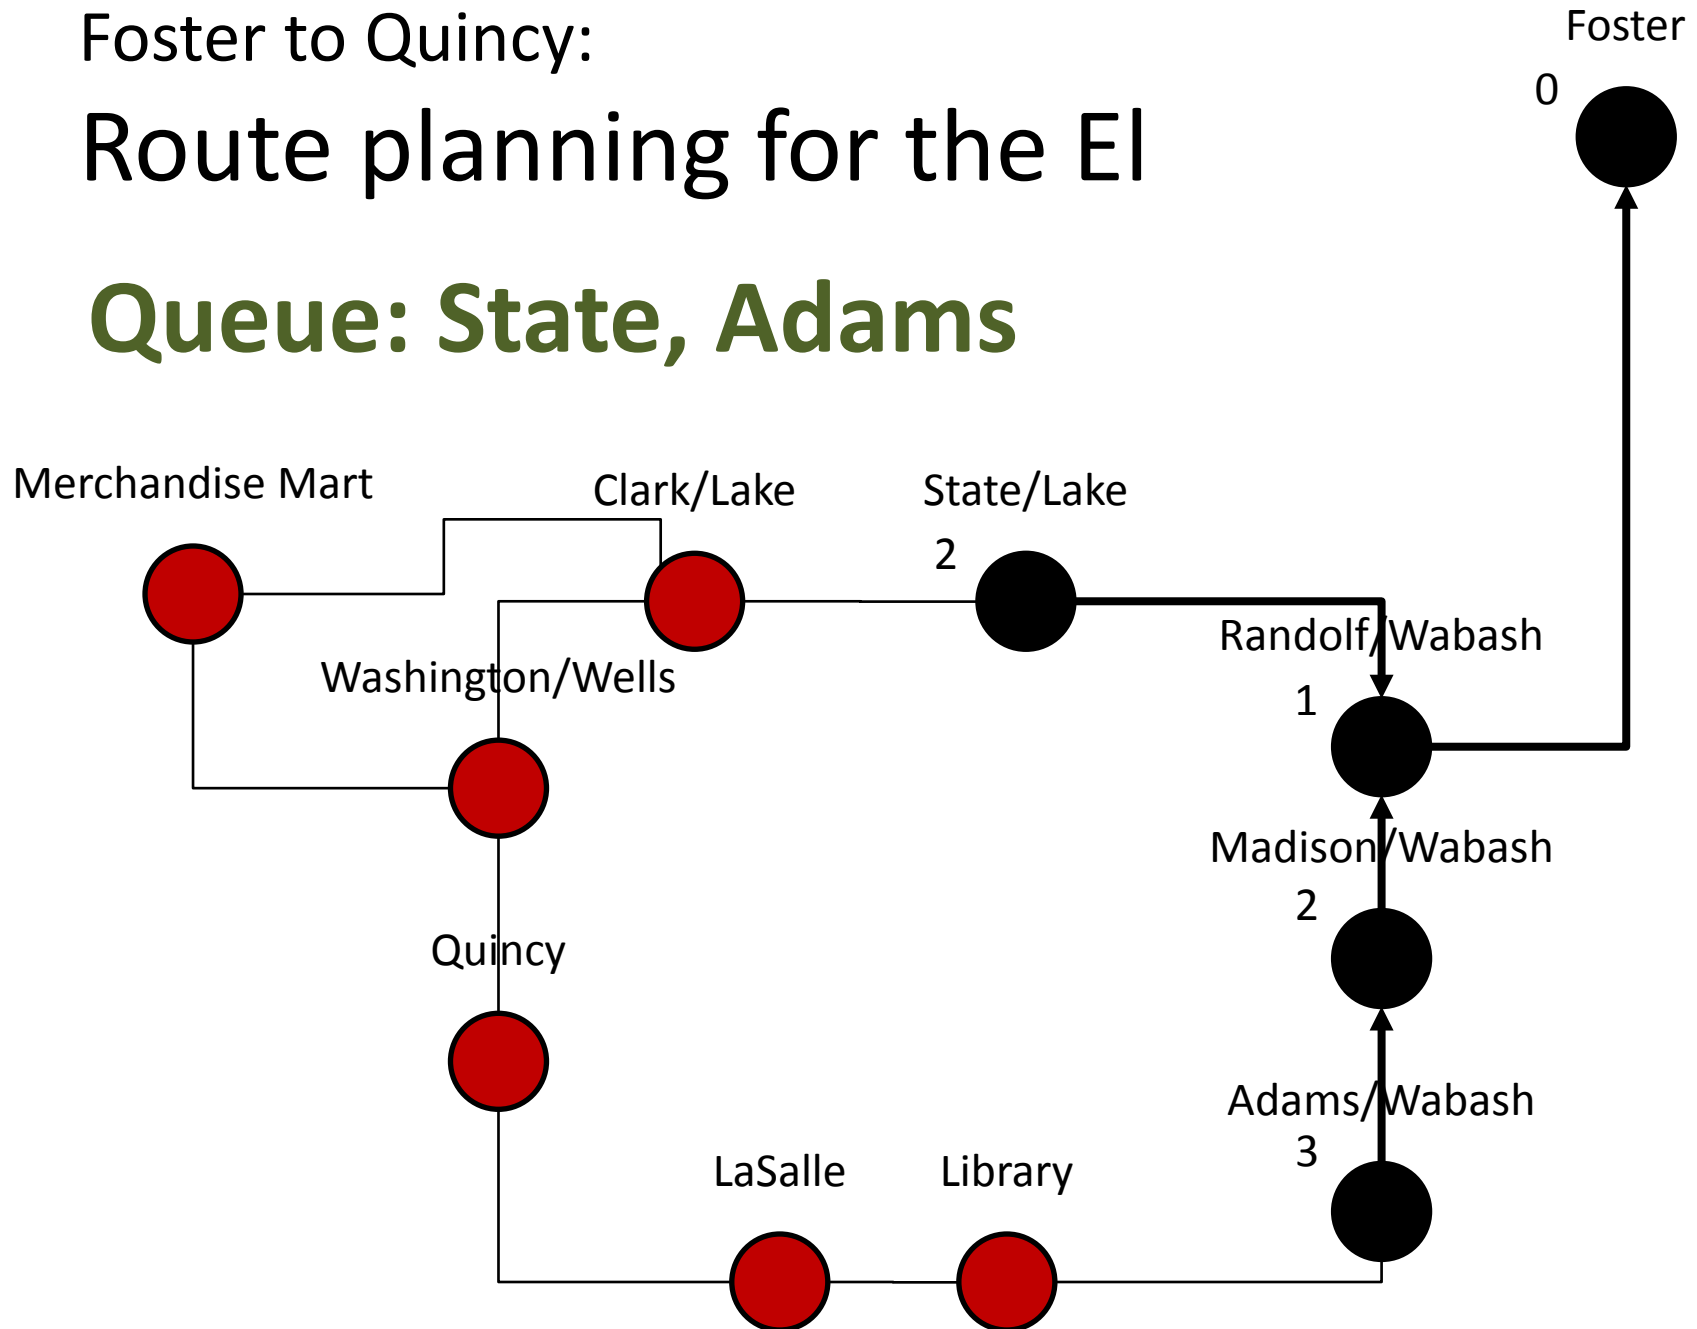 Foster to Quincy:
Foster
0
Route planning for the El
Queue: State, Adams
Merchandise Mart
Clark/Lake
State/Lake
2
Randolf/Wabash
Washington/Wells
1
Madison/Wabash
2
Quincy
Adams/Wabash
3
LaSalle
Library